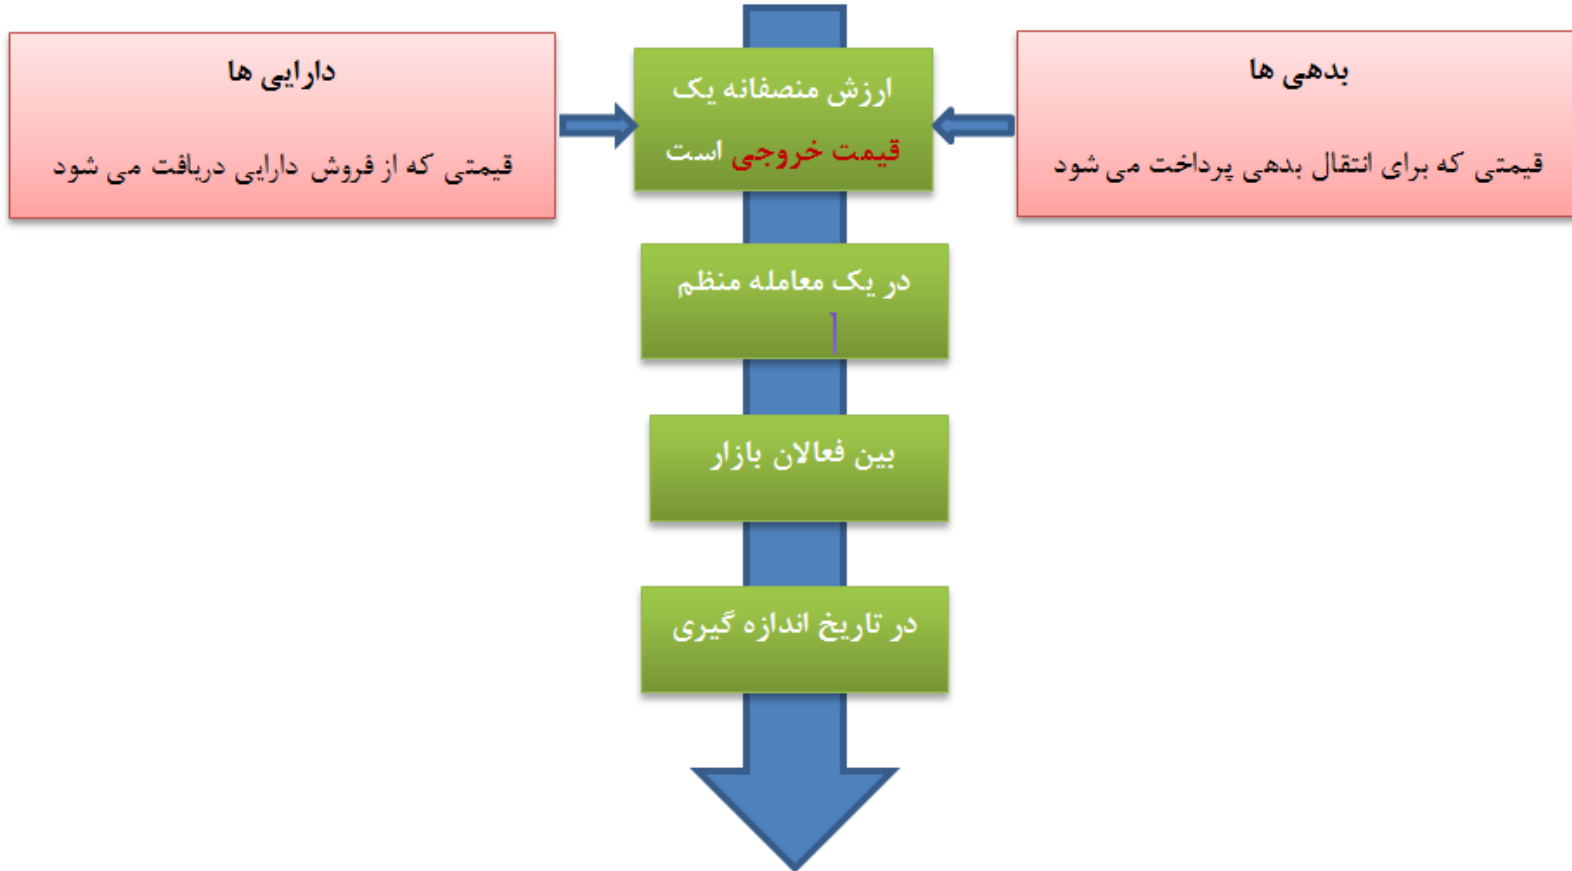 بدهی ها
قیمتی که برای انتقال بدهی پرداخت می شود
ارزش منصفانه یک
قیمت خروجی است
دارایی ها
قیمتی که از فروش دارایی دریافت می شود
در یک معامله منظم
بین فعالان بازار
در تاریخ اندازه گیری